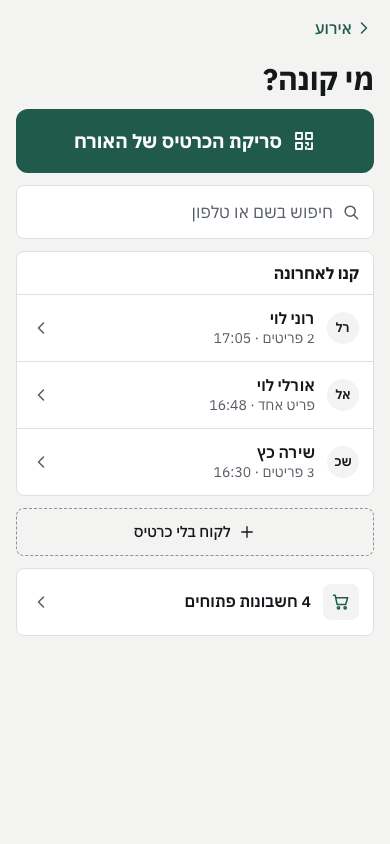 אירוע
מי קונה?
סריקת הכרטיס של האורח
חיפוש בשם או טלפון
קנו לאחרונה
רל
רוני לוי
2 פריטים · 17:05
אל
אורלי לוי
פריט אחד · 16:48
שכ
שירה כץ
3 פריטים · 16:30
לקוח בלי כרטיס
4 חשבונות פתוחים